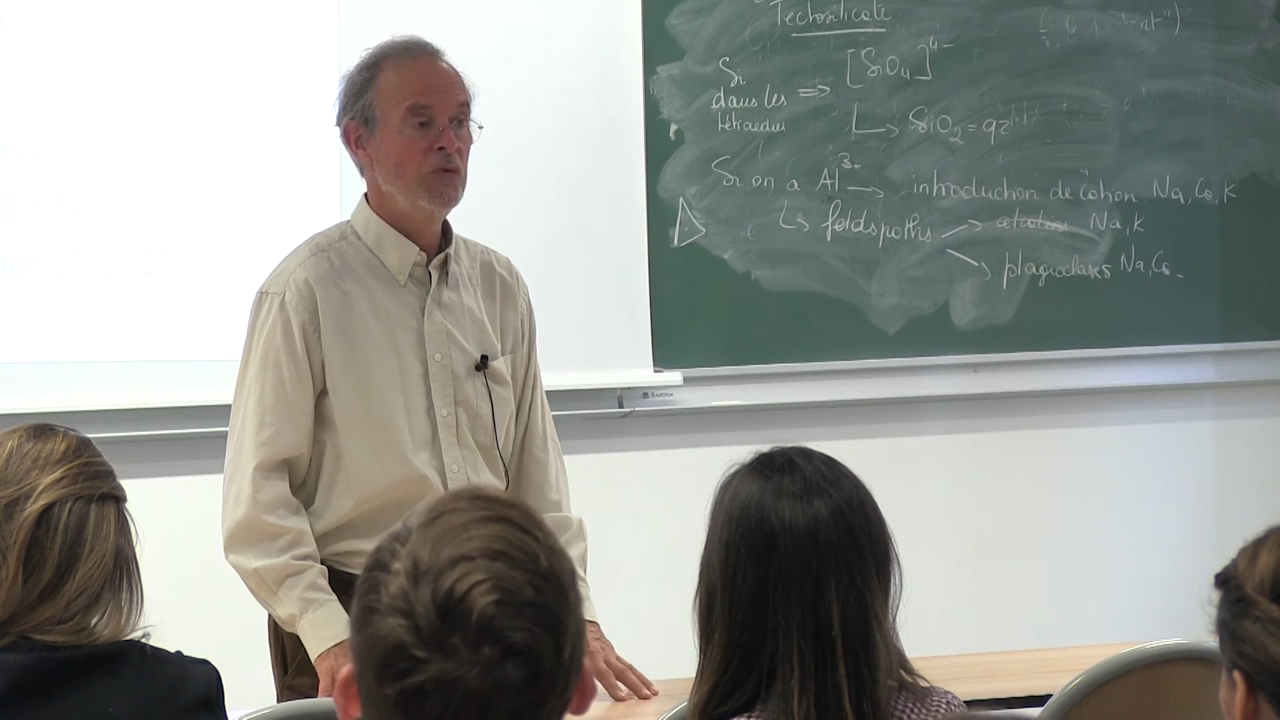 Tectosilicate
Si dans les tétraèdres => [SiO4]4-
↳ SiO2 = qz
Si on a Al3- → introduction de cation Na, Ca, K
↳ feldspaths → alcalins Na, K
→ plagioclases Na, Ca